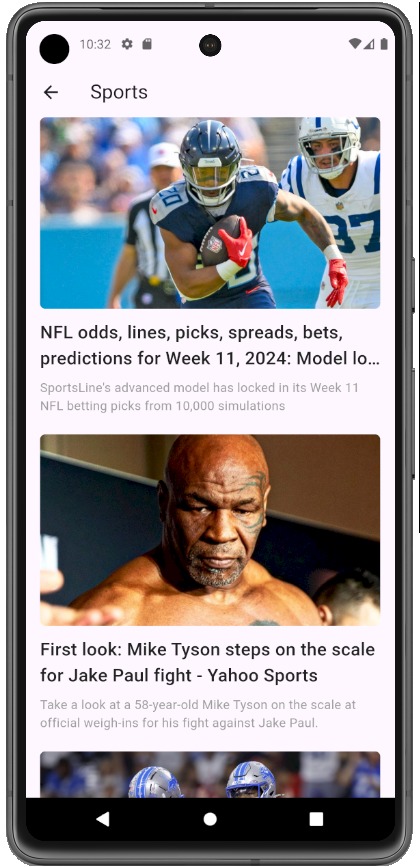 10:32
Sports
20
37
NFL odds, lines, picks, spreads, bets,
predictions for Week 11, 2024: Model lo...
SportsLine's advanced model has locked in its Week 11
NFL betting picks from 10,000 simulations
First look: Mike Tyson steps on the scale
for Jake Paul fight - Yahoo Sports
Take a look at a 58-year-old Mike Tyson on the scale at
official weigh-ins for his fight against Jake Paul.